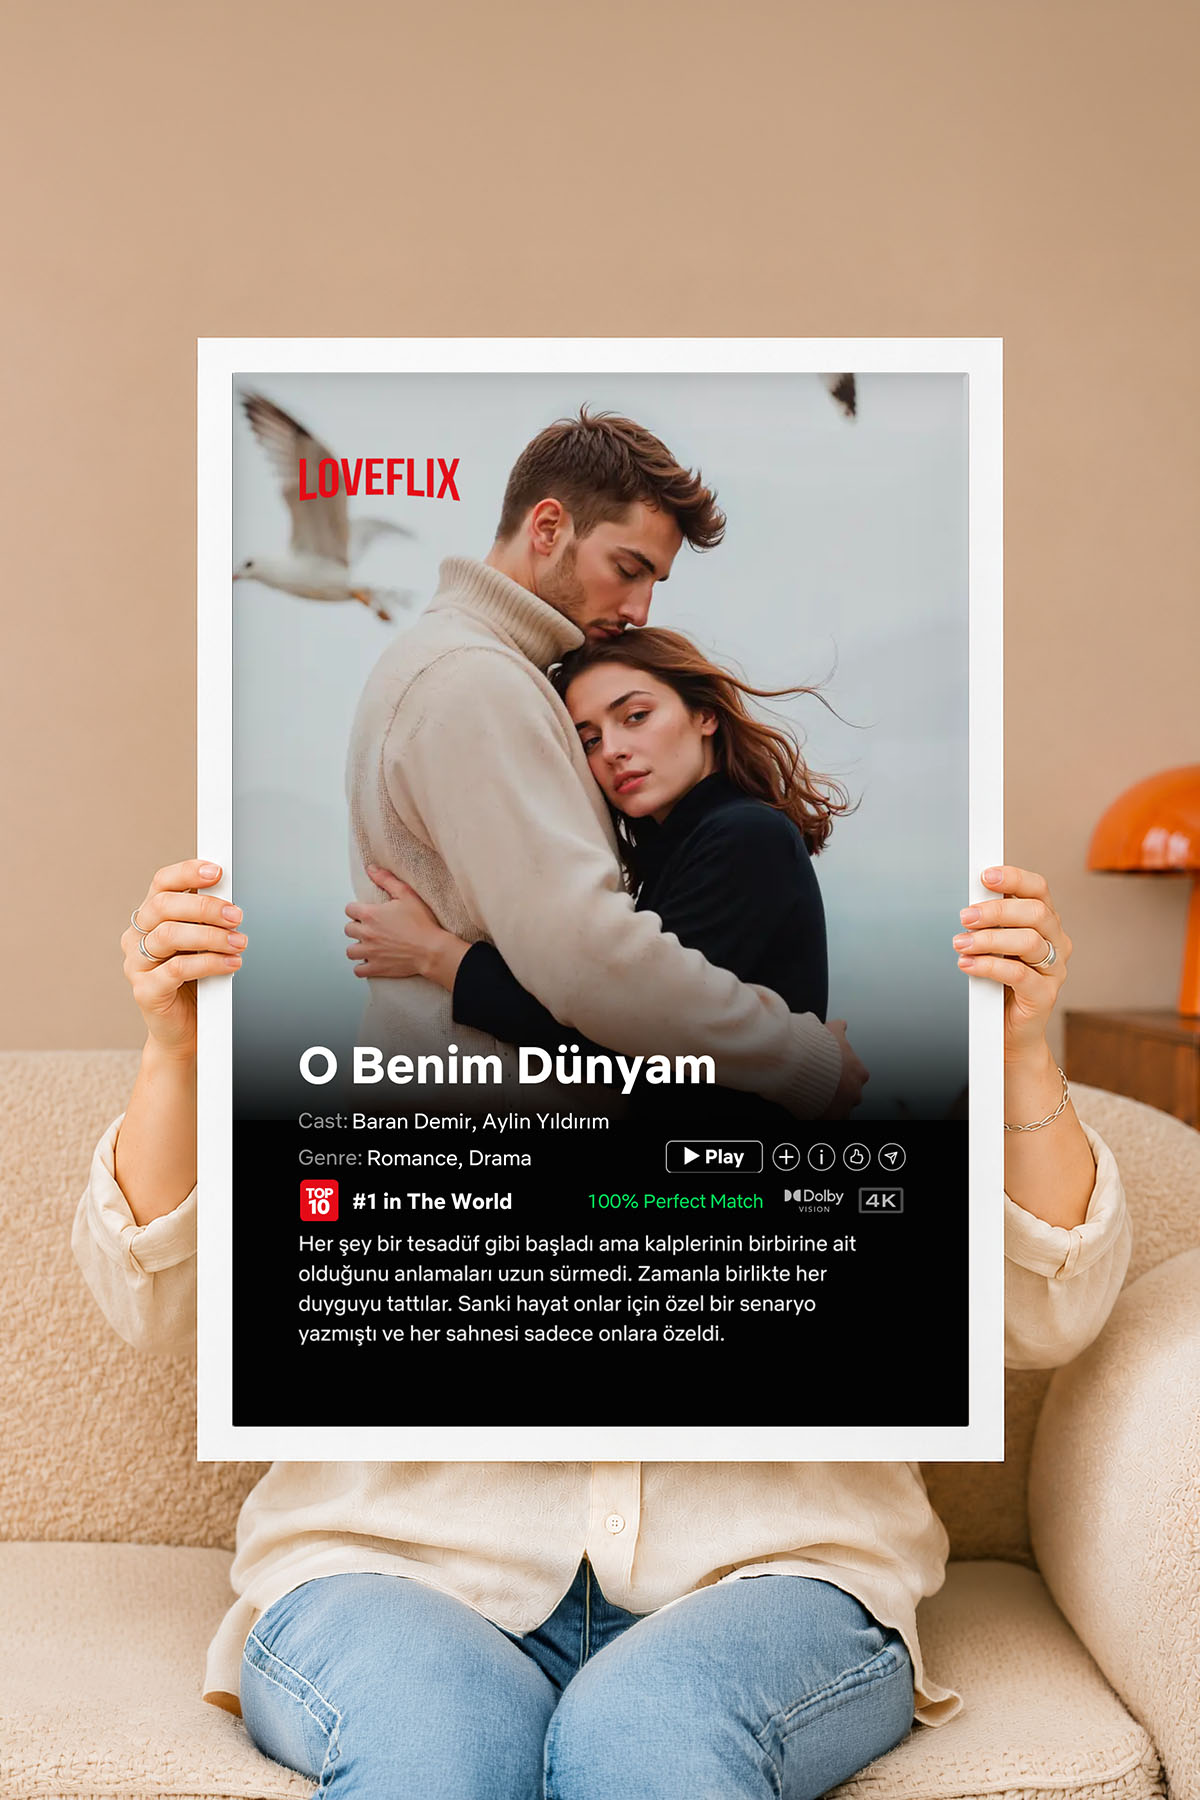 LOVEFLIX
O Benim Dünyam
Cast: Baran Demir, Aylin Yıldırım
Genre: Romance, Drama
Play
TOP 10
#1 in The World
100% Perfect Match
Dolby VISION
4K
Her şey bir tesadüf gibi başladı ama kalplerinin birbirine ait
olduğunu anlamaları uzun sürmedi. Zamanla birlikte her
duyguyu tattılar. Sanki hayat onlar için özel bir senaryo
yazmıştı ve her sahnesi sadece onlara özeldi.